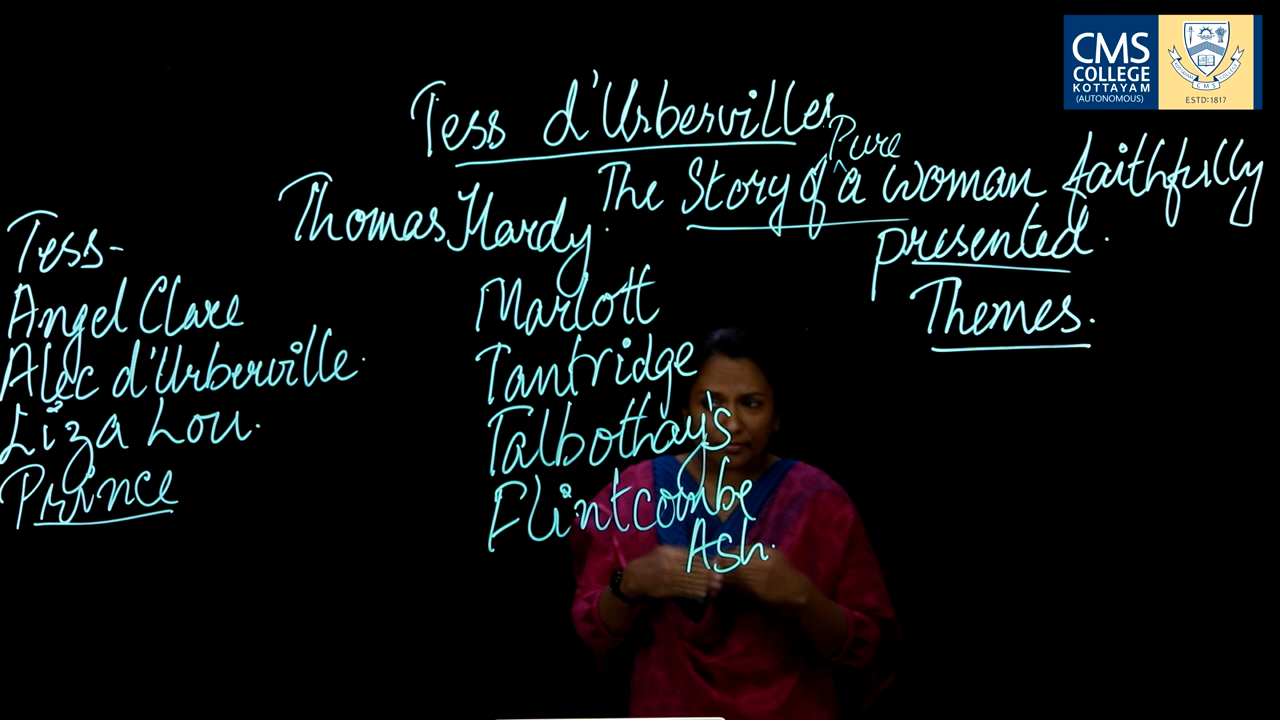 CMS
COLLEGE
KOTTAYAM
(AUTONOMOUS)
ESTD:1817
Tess d'Urbervilles
Pure
The Story of ^a woman faithfully
presented.
Thomas Hardy.
Tess-
Angel Clare
Alec d'Urberville.
Liza Lou.
Prince
Marlott
Tantridge
Talbothay's
Flintcombe
Ash.
Themes.